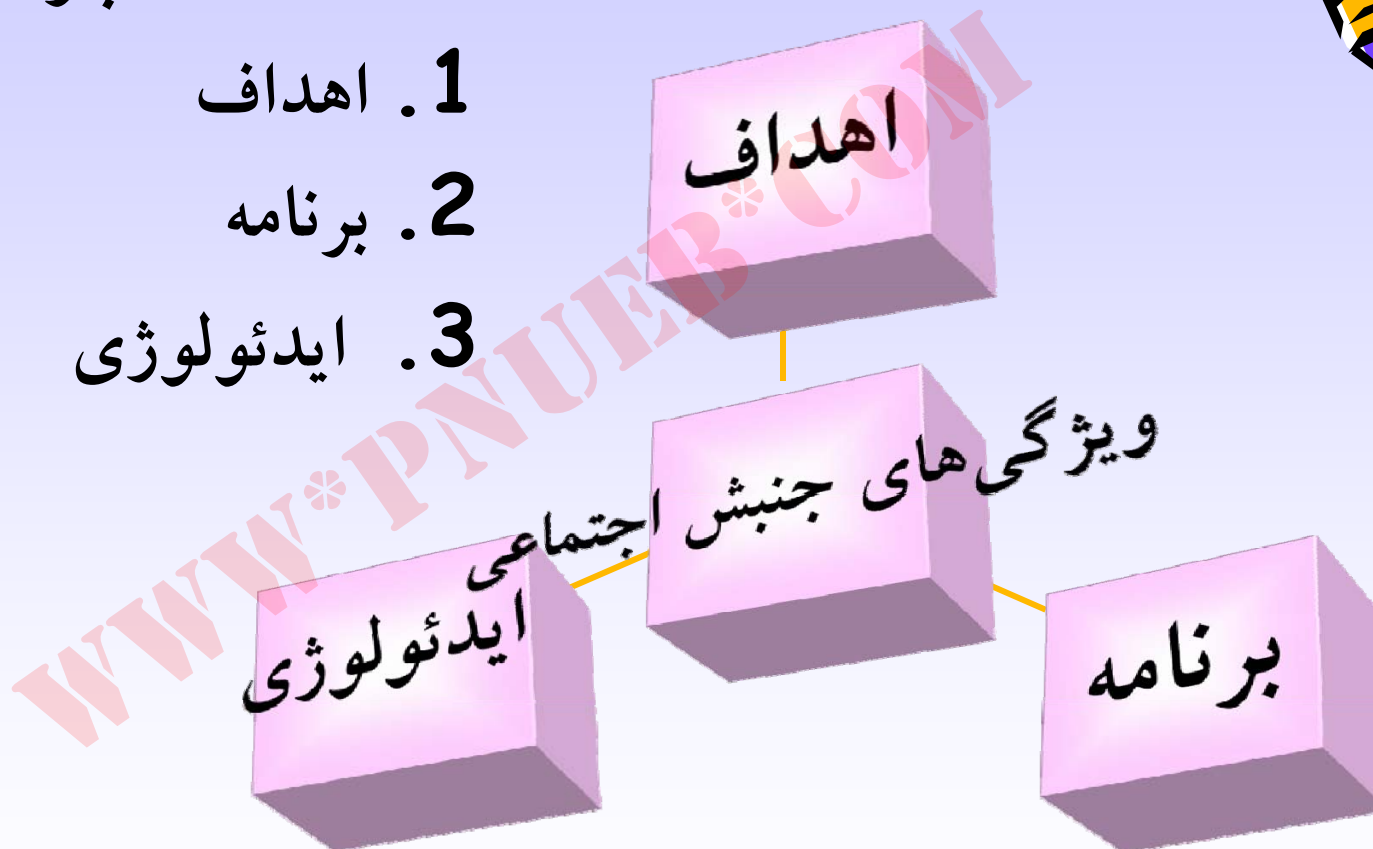 1. اهداف
2. برنامه
3. ایدئولوژی
اهداف
ویژگی‌های جنبش اجتماعی
ایدئولوژی
برنامه
WWW*PNUEB*COM